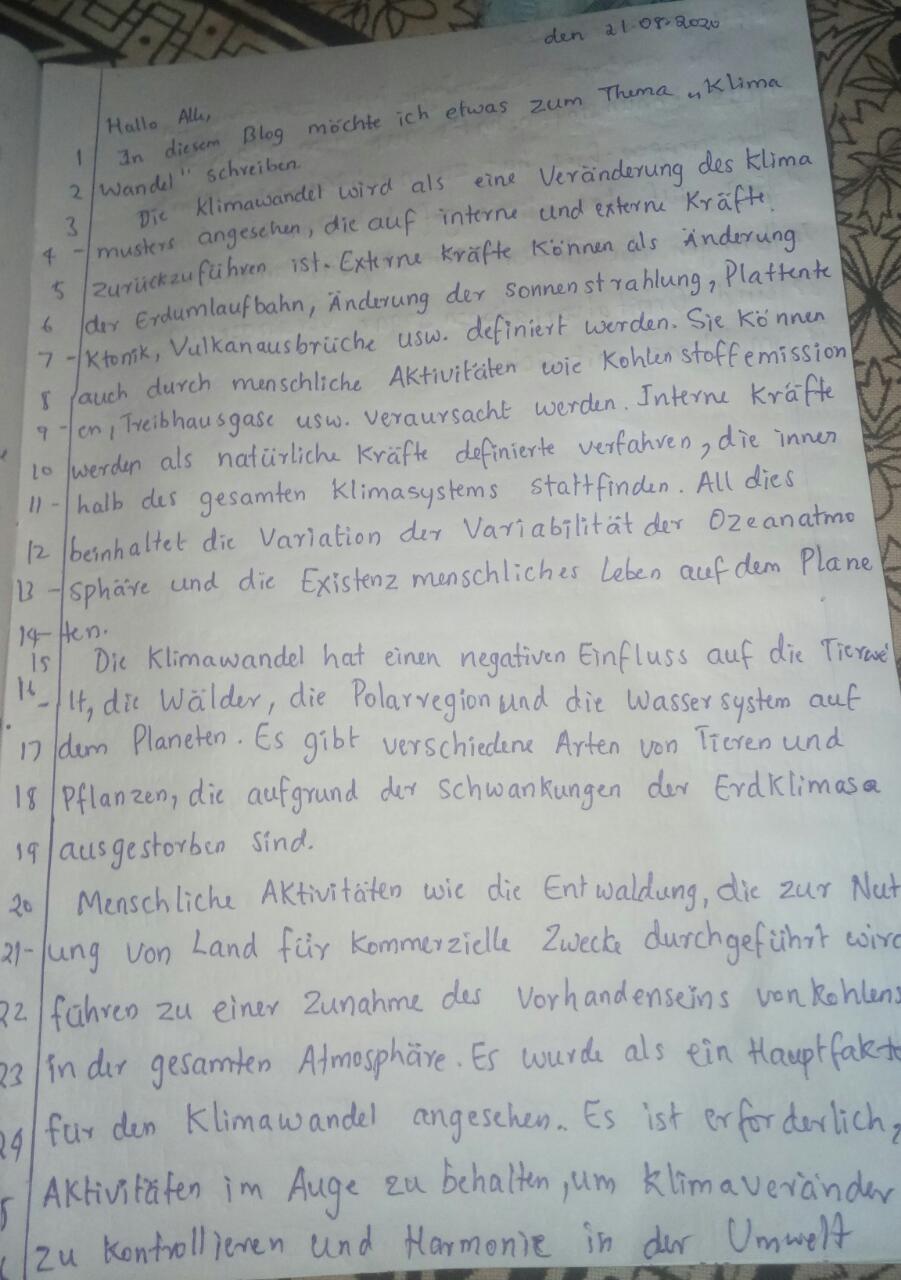 den 21.08.2020
Hallo Alle,
1 In diesem Blog möchte ich etwas zum Thema „Klima
2 Wandel" schreiben
3 Die Klimawandel wird als eine Veränderung des Klima
4 - musters angesehen, die auf interne und externe Kräfte
5 zurückzuführen ist. Externe Kräfte Können als Änderung
6 der Erdumlaufbahn, Änderung der sonnenstrahlung, Plattente
7 - Ktonik, Vulkanausbrüche usw. definiert werden. Sie Können
8 auch durch menschliche AKtivitäten wie Kohlenstoffemission
9 - en, Treibhausgase usw. veraursacht werden. Interne Kräfte
10 werden als natürliche Kräfte definierte verfahren, die innen
11 - halb des gesamten Klimasystems stattfinden. All dies
12 beinhaltet die Variation der Variabilität der Ozeanatmo
13 - sphäre und die Existenz menschliches Leben auf dem Plane
14 - ten.
15 Die Klimawandel hat einen negativen Einfluss auf die Tierwe
16 - lt, die Wälder, die Polarregion und die Wassersystem auf
17 dem Planeten. Es gibt verschiedene Arten von Tieren und
18 Pflanzen, die aufgrund der Schwankungen der ErdKlimasa
19 ausgestorben sind.
20 Menschliche AKtivitäten wie die Entwaldung, die zur Nut
21 - ung von Land für Kommerzielle Zwecke durchgeführt wird
22 führen zu einer Zunahme des Vorhandenseins von Kohlens
23 in der gesamten Atmosphäre. Es wurde als ein Hauptfakto
24 für den Klimawandel angesehen. Es ist erforderlich,
5 AKtivitäten im Auge zu behalten, um Klimaveränder
zu Kontrollieren und Harmonie in der Umwelt